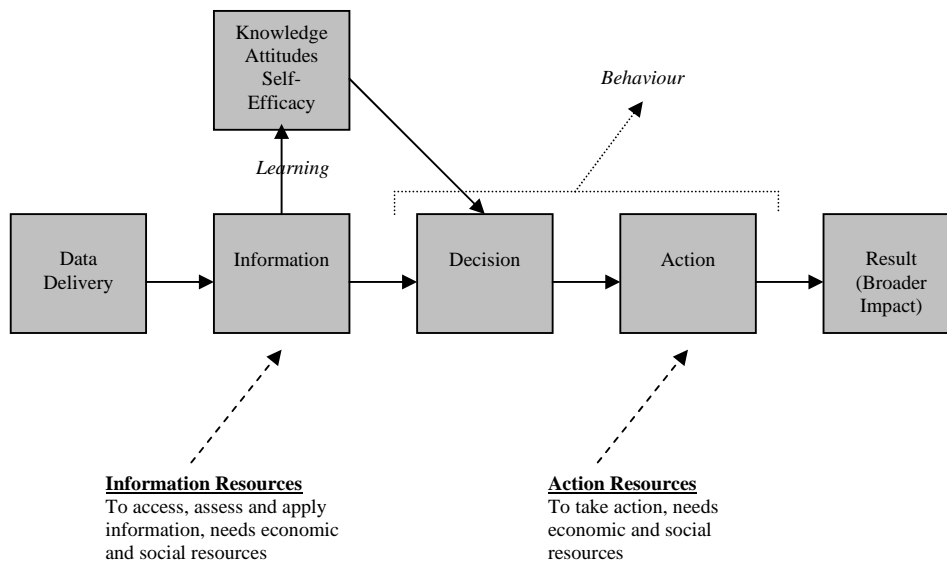 Knowledge
Attitudes
Self-
Efficacy
Behaviour
Learning
Data
Delivery
Information
Decision
Action
Result
(Broader
Impact)
Information Resources
To access, assess and apply
information, needs economic
and social resources
Action Resources
To take action, needs
economic and social
resources